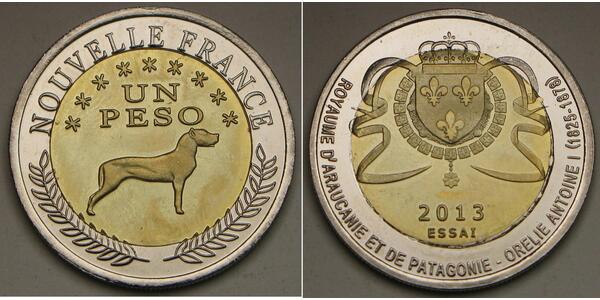 NOUVELLE FRANCE
UN
PESO
2013
ESSAI
ROYAUME D'ARAUCANIE ET DE PATAGONIE - ORELIE ANTOINE I (1825-1878)